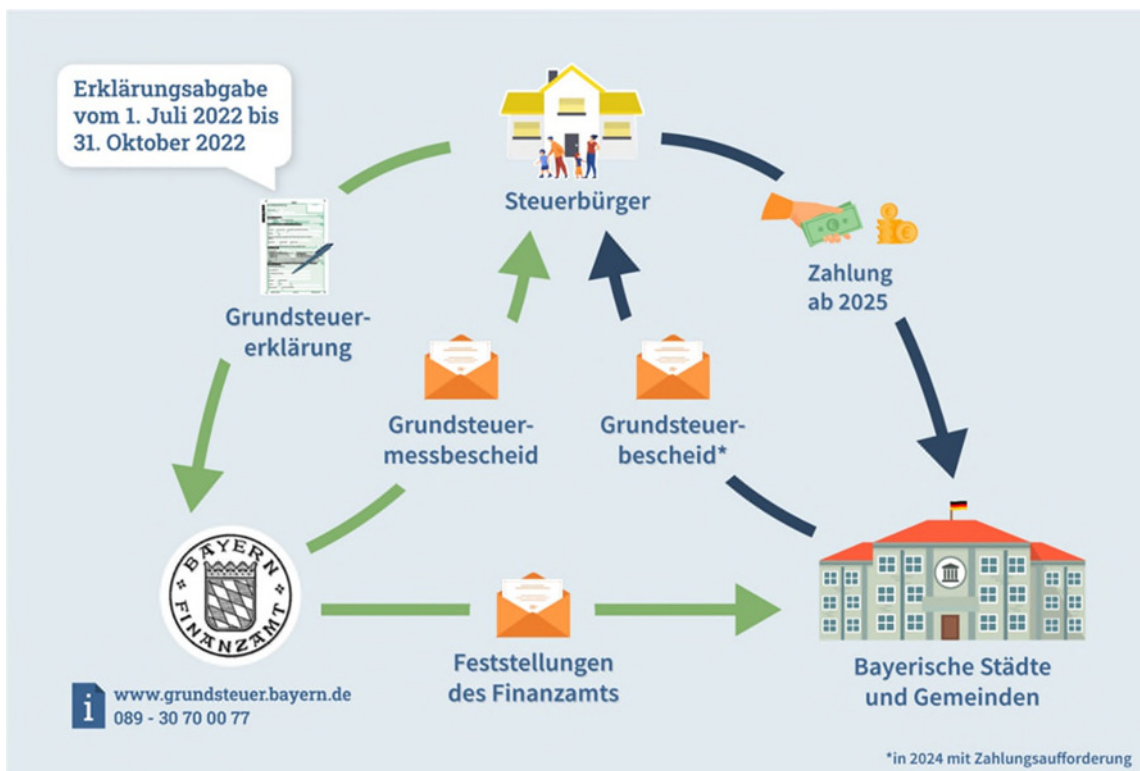 Erklärungsabgabe
vom 1. Juli 2022 bis
31. Oktober 2022
Steuerbürger
Grundsteuer-
erklärung
Zahlung
ab 2025
Grundsteuer-
messbescheid
Grundsteuer-
bescheid*
BAYERN
FINANZAMT
Feststellungen
des Finanzamts
Bayerische Städte
und Gemeinden
i
www.grundsteuer.bayern.de
089 - 30 70 00 77
*in 2024 mit Zahlungsaufforderung